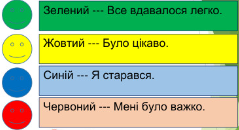 Зелений --- Все вдавалося легко.
Жовтий --- Було цікаво.
Синій --- Я старався.
Червоний --- Мені було важко.